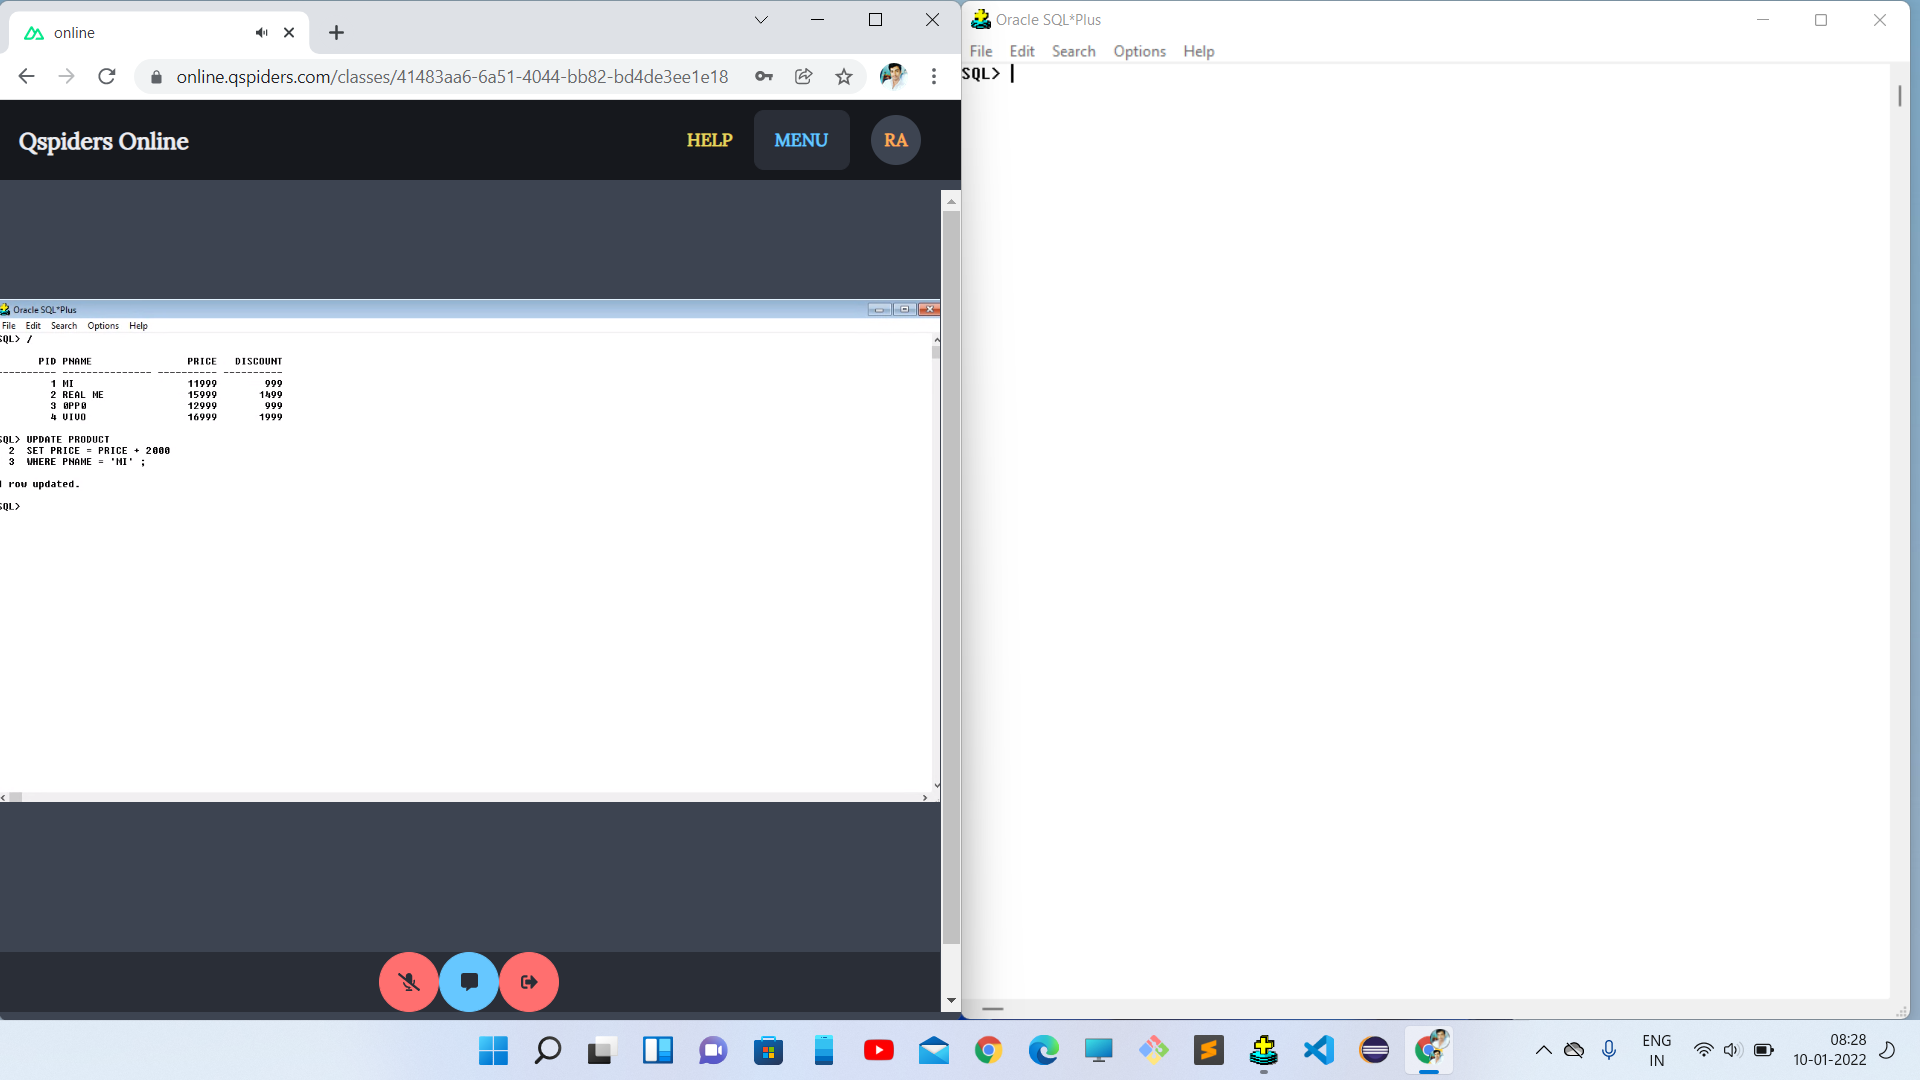 online
online.qspiders.com/classes/41483aa6-6a51-4044-bb82-bd4de3ee1e18
Qspiders Online
HELP
MENU
RA
Oracle SQL*Plus
File Edit Search Options Help
SQL> /
PID PNAME PRICE DISCOUNT
---------- --------------- ---------- ----------
1 MI 11999 999
2 REAL ME 15999 1499
3 0PP0 12999 999
4 VIVO 16999 1999
SQL> UPDATE PRODUCT
2 SET PRICE = PRICE + 2000
3 WHERE PNAME = 'MI' ;
1 row updated.
SQL>
Oracle SQL*Plus
File Edit Search Options Help
SQL>
ENG
IN
08:28
10-01-2022